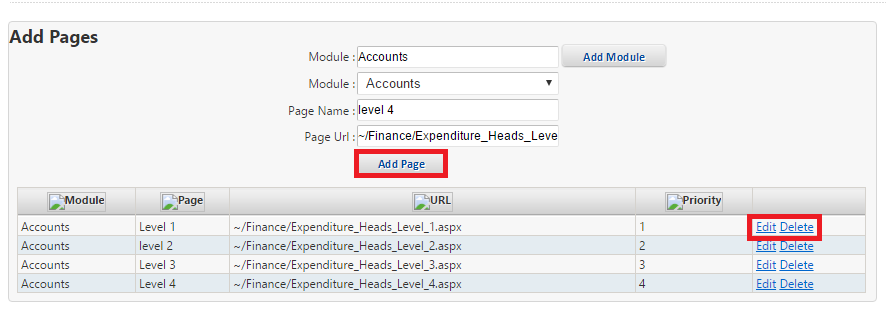 Add Pages
Module : Accounts Add Module
Module : Accounts
Page Name : level 4
Page Url : ~/Finance/Expenditure_Heads_Leve
Add Page
Module Page URL Priority
Accounts Level 1 ~/Finance/Expenditure_Heads_Level_1.aspx 1 Edit Delete
Accounts level 2 ~/Finance/Expenditure_Heads_Level_2.aspx 2 Edit Delete
Accounts Level 3 ~/Finance/Expenditure_Heads_Level_3.aspx 3 Edit Delete
Accounts Level 4 ~/Finance/Expenditure_Heads_Level_4.aspx 4 Edit Delete